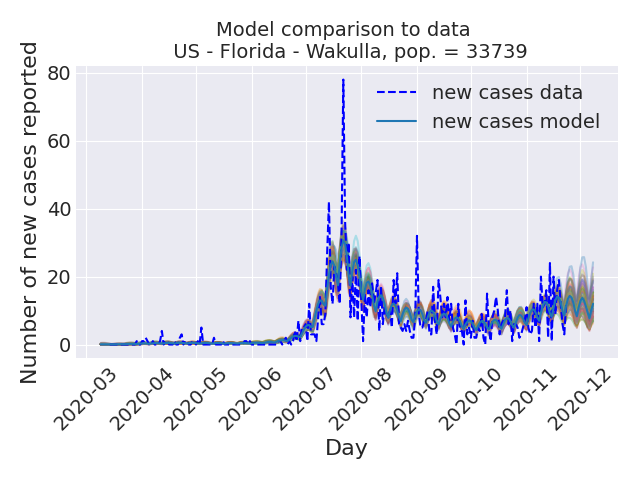 Model comparison to data
US - Florida - Wakulla, pop. = 33739
Number of new cases reported
80
60
40
20
0
new cases data
new cases model
2020-03
2020-04
2020-05
2020-06
2020-07
2020-08
2020-09
2020-10
2020-11
2020-12
Day